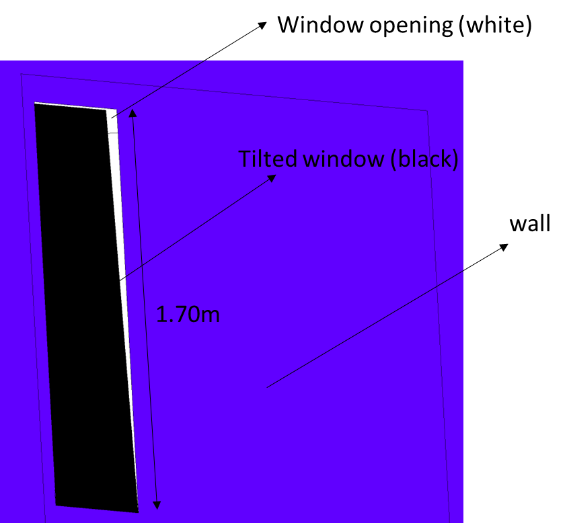 Window opening (white)
Tilted window (black)
wall
1.70m